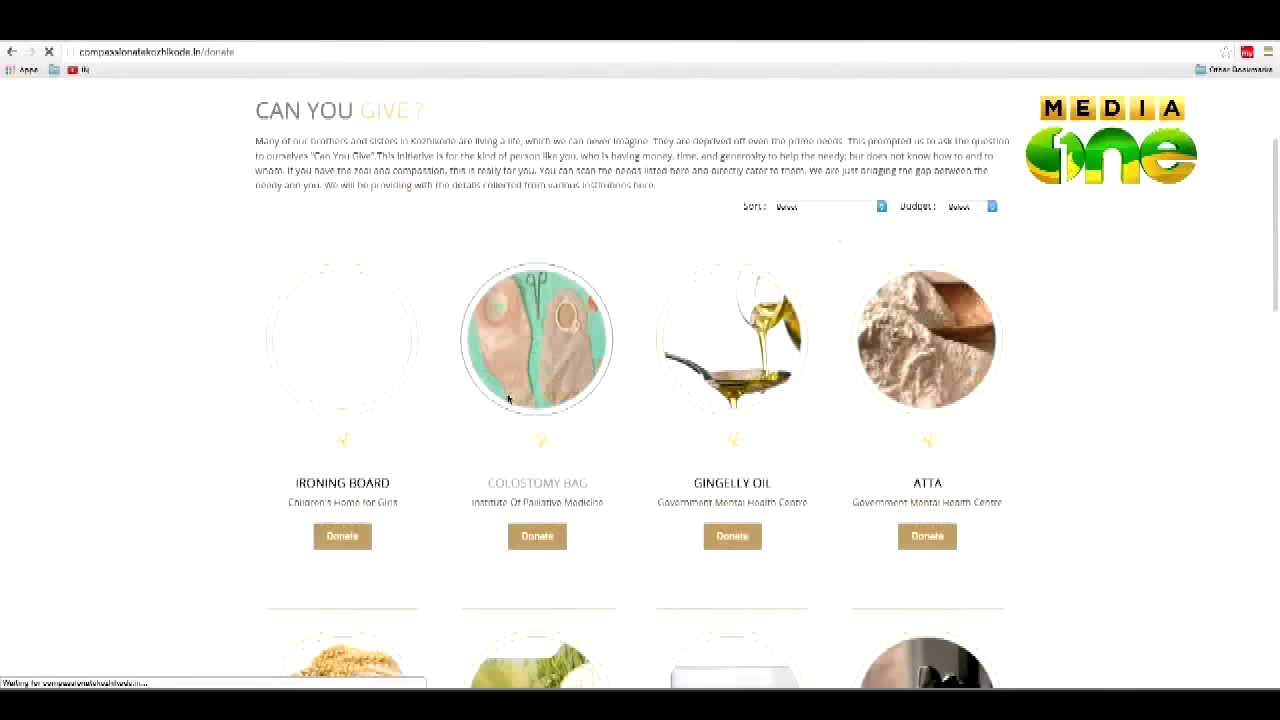 compassionatekozhikode.in/donate
Apps
Other Bookmarks
CAN YOU GIVE ?
MEDIA
one
Many of our brothers and sisters in Kozhikode are living a life, which we can never imagine. They are deprived off even the prime needs. This prompted us to ask the question
to ourselves "Can You Give".This initiative is for the kind of person like you, who is having money, time, and generosity to help the needy, but does not know how to and to
whom. If you have the zeal and compassion, this is really for you. You can scan the needs listed here and directly cater to them. We are just bridging the gap between the
needy and you. We will be providing with the details collected from various institutions here.
Sort : Select Budget : Select
IRONING BOARD COLOSTOMY BAG GINGELLY OIL ATTA
Children's Home for Girls Institute Of Palliative Medicine Government Mental Health Centre Government Mental Health Centre
Donate Donate Donate Donate
Waiting for compassionatekozhikode.in...